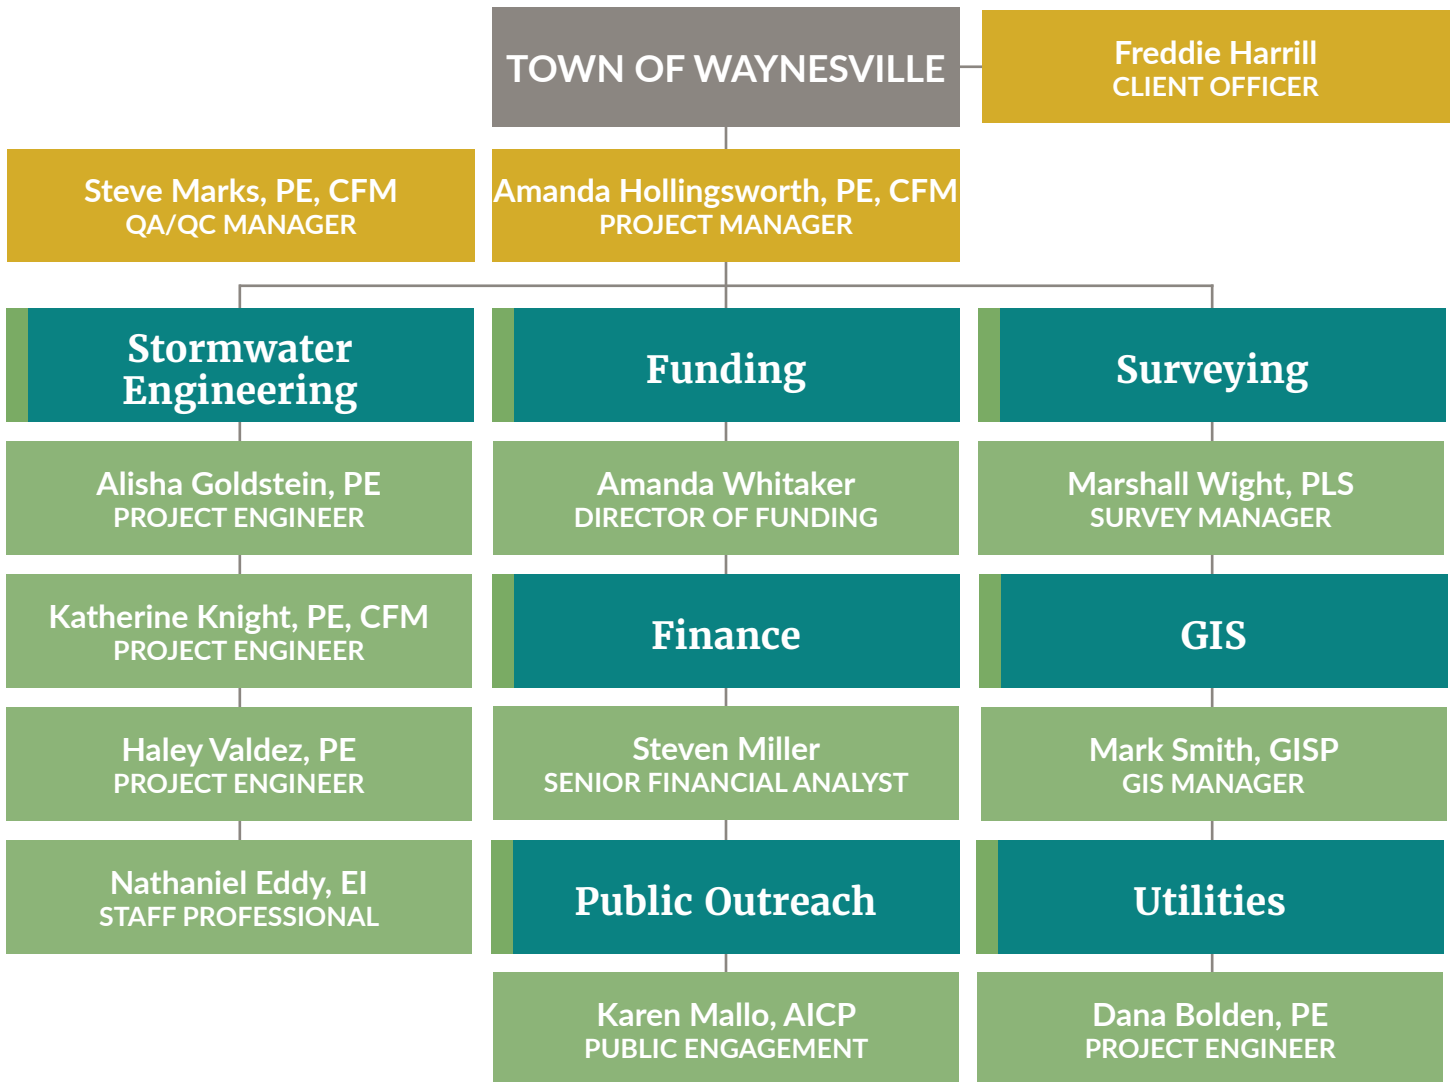 TOWN OF WAYNESVILLE
Freddie Harrill
CLIENT OFFICER
Steve Marks, PE, CFM
QA/QC MANAGER
Amanda Hollingsworth, PE, CFM
PROJECT MANAGER
Stormwater
Engineering
Alisha Goldstein, PE
PROJECT ENGINEER
Katherine Knight, PE, CFM
PROJECT ENGINEER
Haley Valdez, PE
PROJECT ENGINEER
Nathaniel Eddy, EI
STAFF PROFESSIONAL
Funding
Amanda Whitaker
DIRECTOR OF FUNDING
Finance
Steven Miller
SENIOR FINANCIAL ANALYST
Public Outreach
Karen Mallo, AICP
PUBLIC ENGAGEMENT
Surveying
Marshall Wight, PLS
SURVEY MANAGER
GIS
Mark Smith, GISP
GIS MANAGER
Utilities
Dana Bolden, PE
PROJECT ENGINEER